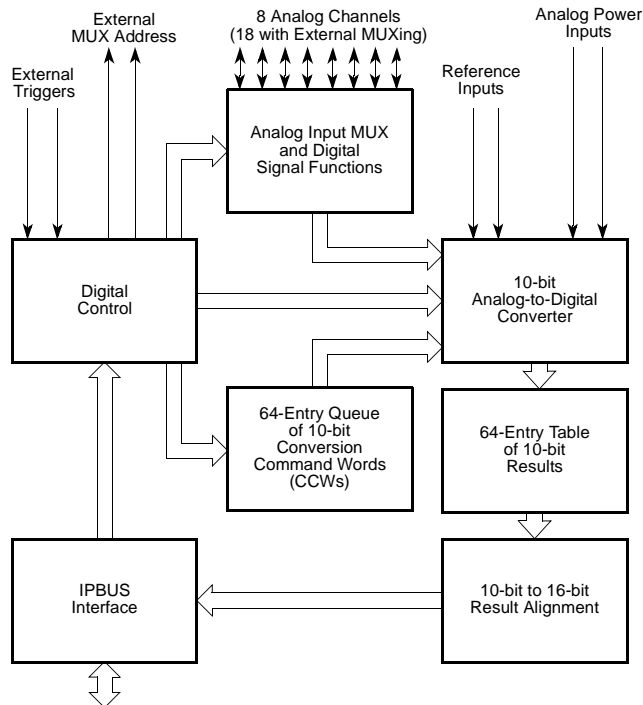 External
MUX Address
8 Analog Channels
(18 with External MUXing)
Analog Power
Inputs
External
Triggers
Reference
Inputs
Analog Input MUX
and Digital
Signal Functions
Digital
Control
10-bit
Analog-to-Digital
Converter
64-Entry Queue
of 10-bit
Conversion
Command Words
(CCWs)
64-Entry Table
of 10-bit
Results
IPBUS
Interface
10-bit to 16-bit
Result Alignment